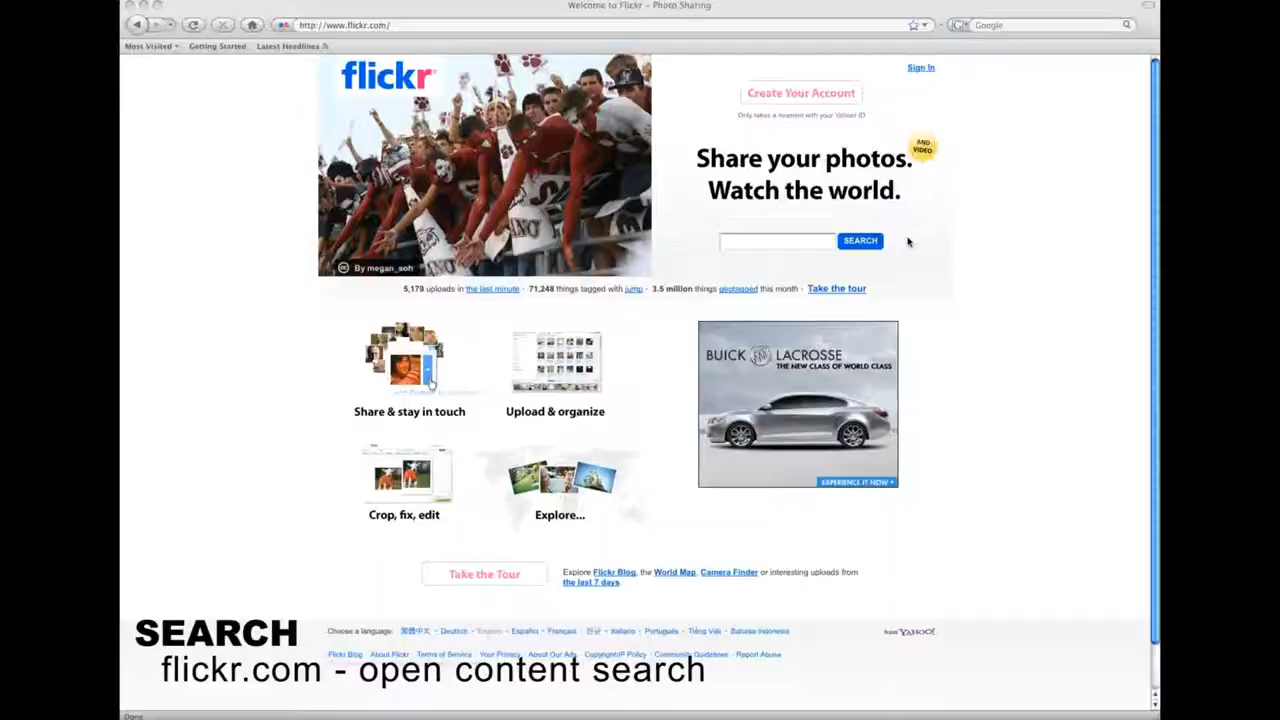 Welcome to Flickr - Photo Sharing
http://www.flickr.com/
Google
Most Visited Getting Started Latest Headlines
flickr
Sign In
Create Your Account
Only takes a moment with your Yahoo! ID
AND
VIDEO
Share your photos.
Watch the world.
SEARCH
By megan_soh
5,179 uploads in the last minute · 71,248 things tagged with jump · 3.5 million things geotagged this month · Take the tour
BUICK LACROSSE
THE NEW CLASS OF WORLD CLASS
Share & stay in touch
Upload & organize
EXPERIENCE IT NOW
Crop, fix, edit
Explore...
Take the Tour
Explore Flickr Blog, the World Map, Camera Finder or interesting uploads from
the last 7 days.
SEARCH
Choose a language: 繁體中文 · Deutsch · English · Español · Français · 한글 · Italiano · Português · Tiếng Việt · Bahasa Indonesia
from YAHOO!
Flickr Blog About Flickr Terms of Service Your Privacy About Our Ads Copyright/IP Policy Community Guidelines Report Abuse
flickr.com - open content search
Done